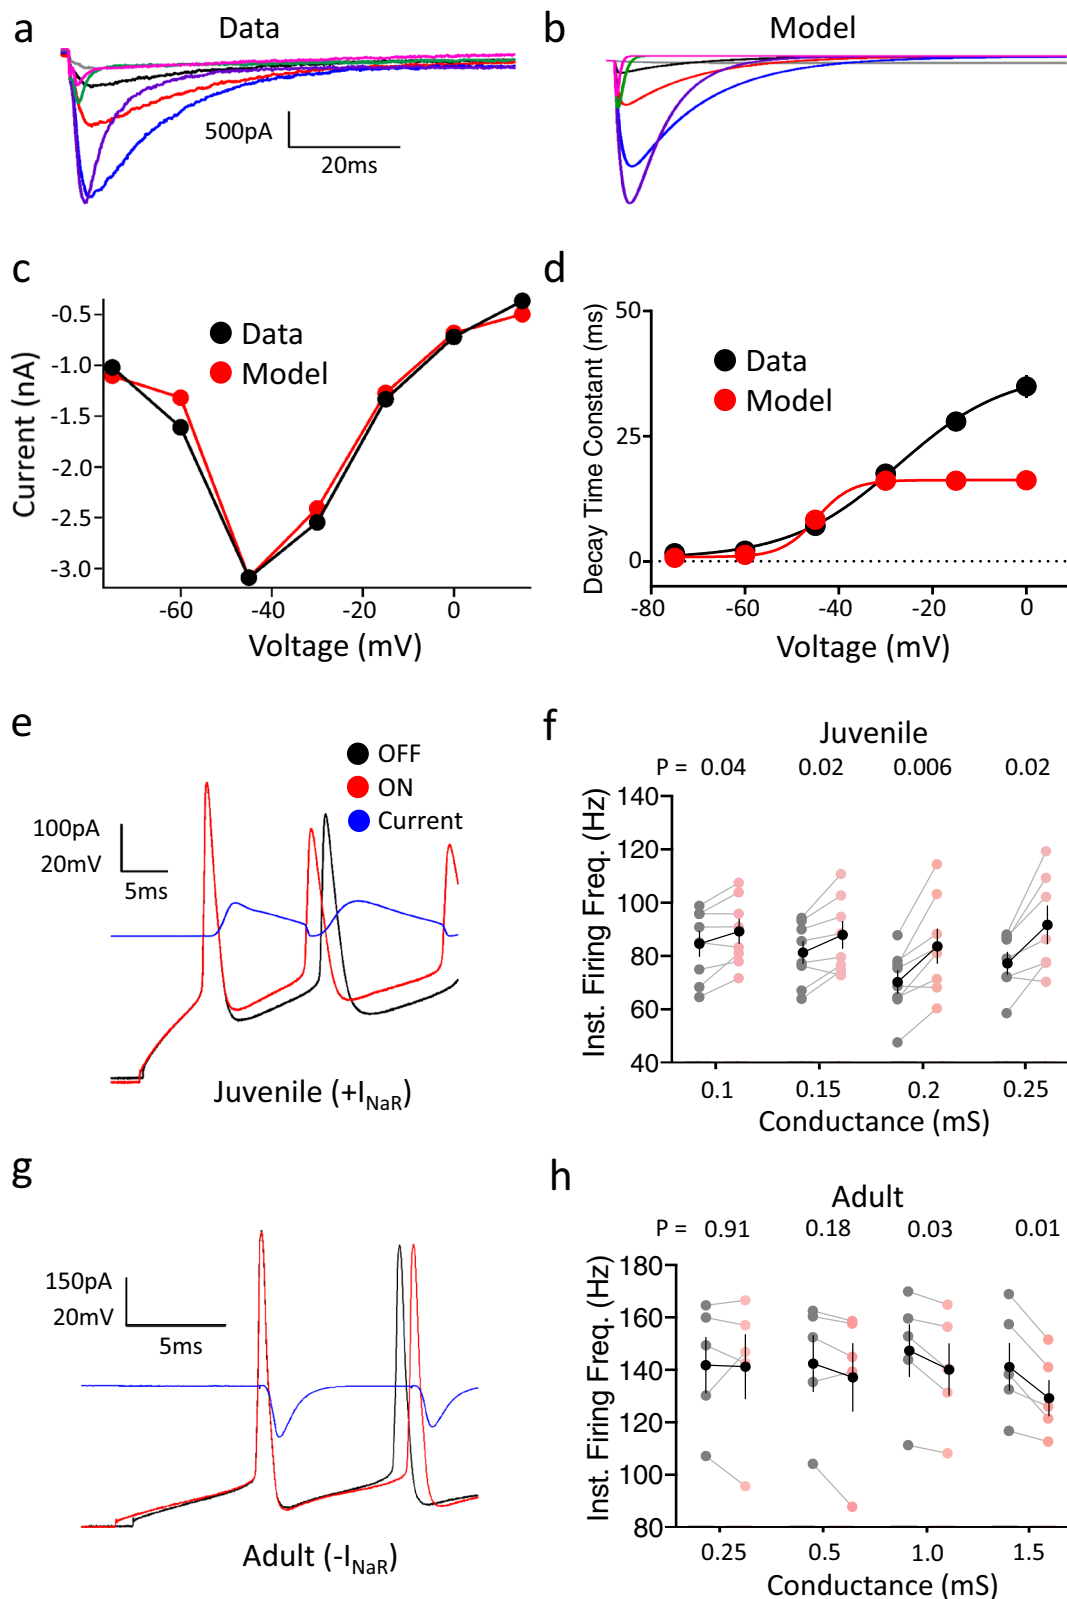 a Data
500pA
20ms
b Model
c
-0.5
-1.0
-1.5
-2.0
-2.5
-3.0
Current (nA)
Data
Model
-60 -40 -20 0
Voltage (mV)
d
50
25
0
Decay Time Constant (ms)
Data
Model
-80 -60 -40 -20 0
Voltage (mV)
e
OFF
ON
Current
100pA
20mV
5ms
Juvenile (+INaR)
f
Juvenile
P = 0.04 0.02 0.006 0.02
140
120
100
80
60
40
Inst. Firing Freq. (Hz)
0.1 0.15 0.2 0.25
Conductance (mS)
g
150pA
20mV
5ms
Adult (-INaR)
h
Adult
P = 0.91 0.18 0.03 0.01
180
160
140
120
100
80
Inst. Firing Freq. (Hz)
0.25 0.5 1.0 1.5
Conductance (mS)